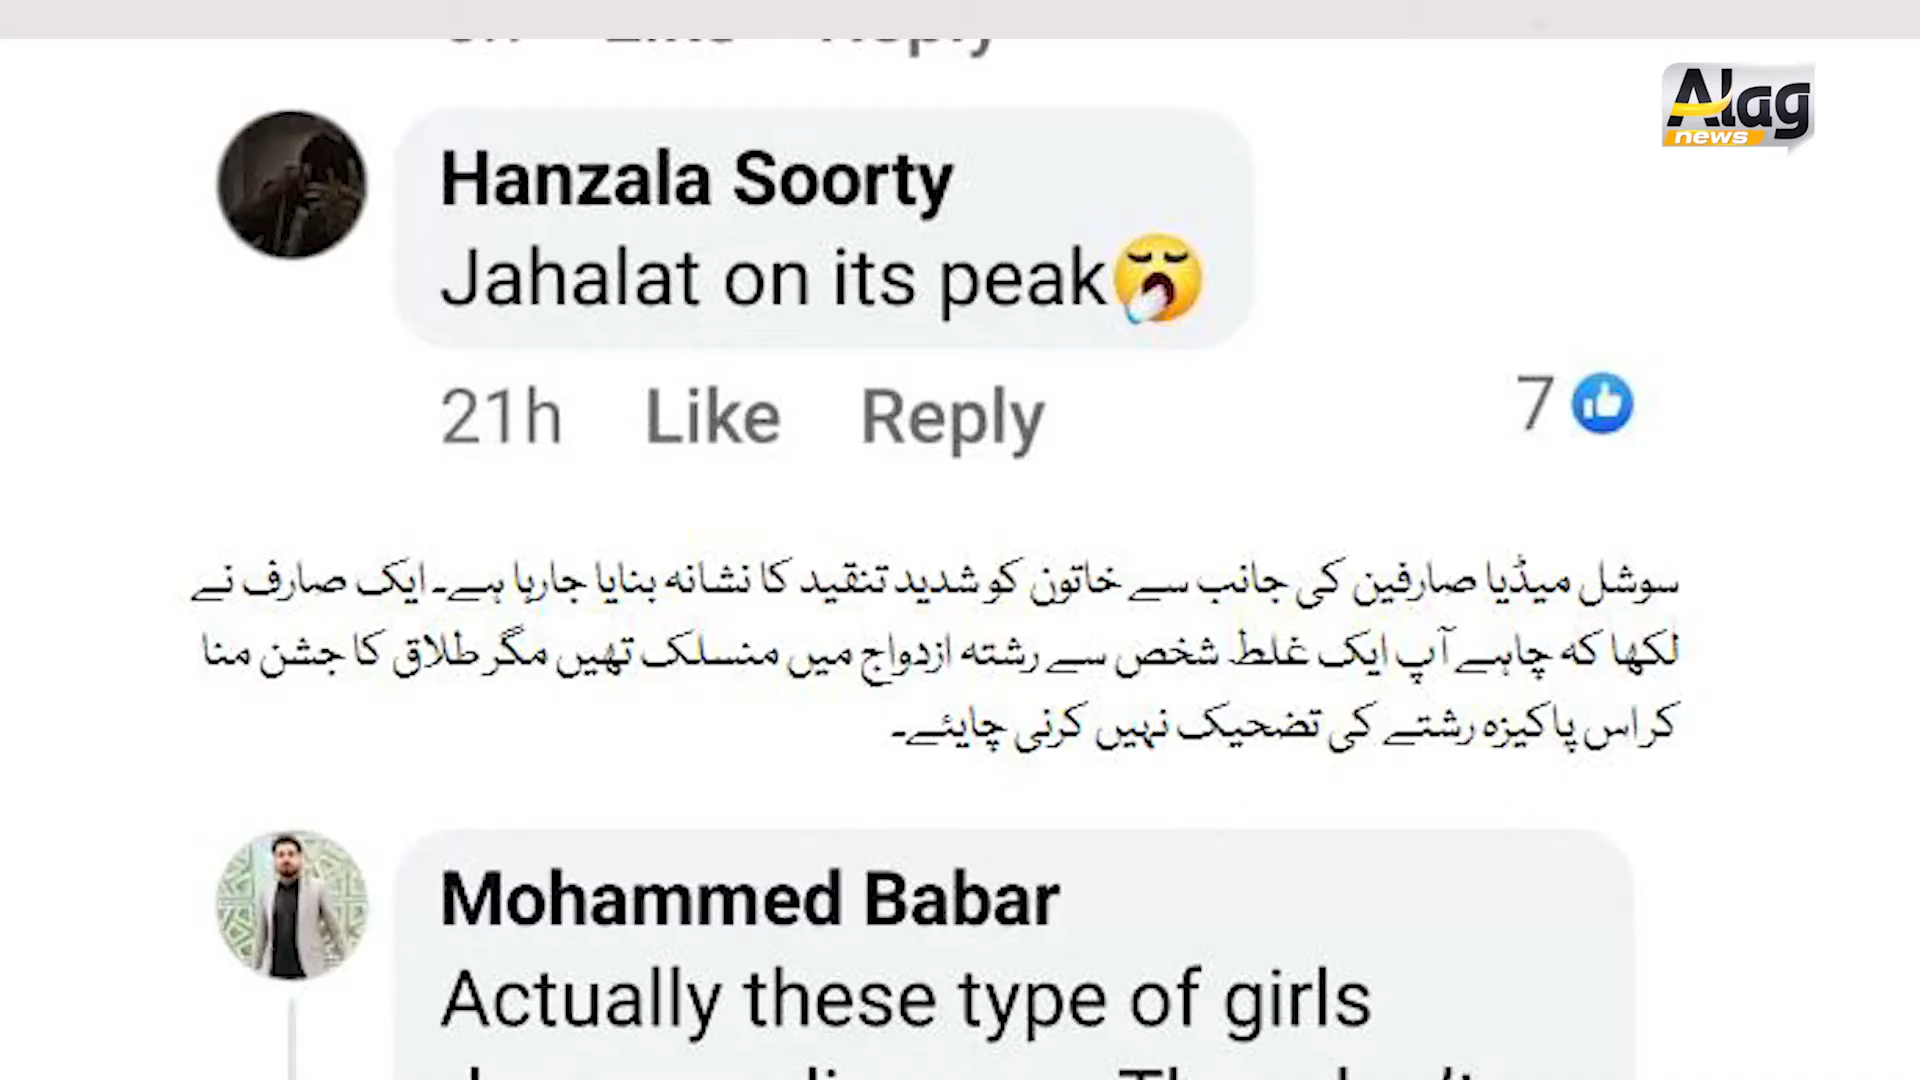 Alag
news
Hanzala Soorty
Jahalat on its peak🥱
21h Like Reply 7
سوشل میڈیا صارفین کی جانب سے خاتون کو شدید تنقید کا نشانہ بنایا جارہا ہے۔ ایک صارف نے
لکھا کہ چاہے آپ ایک غلط شخص سے رشتہ ازدواج میں منسلک تھیں مگر طلاق کا جشن منا
کر اس پاکیزہ رشتے کی تضحیک نہیں کرنی چایئے۔
Mohammed Babar
Actually these type of girls